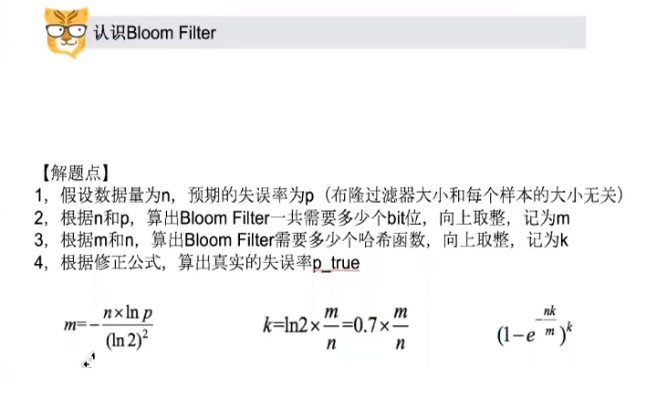 认识Bloom Filter
【解题点】
1，假设数据量为n，预期的失误率为p（布隆过滤器大小和每个样本的大小无关）
2，根据n和p，算出Bloom Filter一共需要多少个bit位，向上取整，记为m
3，根据m和n，算出Bloom Filter需要多少个哈希函数，向上取整，记为k
4，根据修正公式，算出真实的失误率p_true
m=-\frac{n×ln p}{(ln 2)^2} k=ln2×\frac{m}{n}=0.7×\frac{m}{n} (1-e^{-\frac{nk}{m}})^k